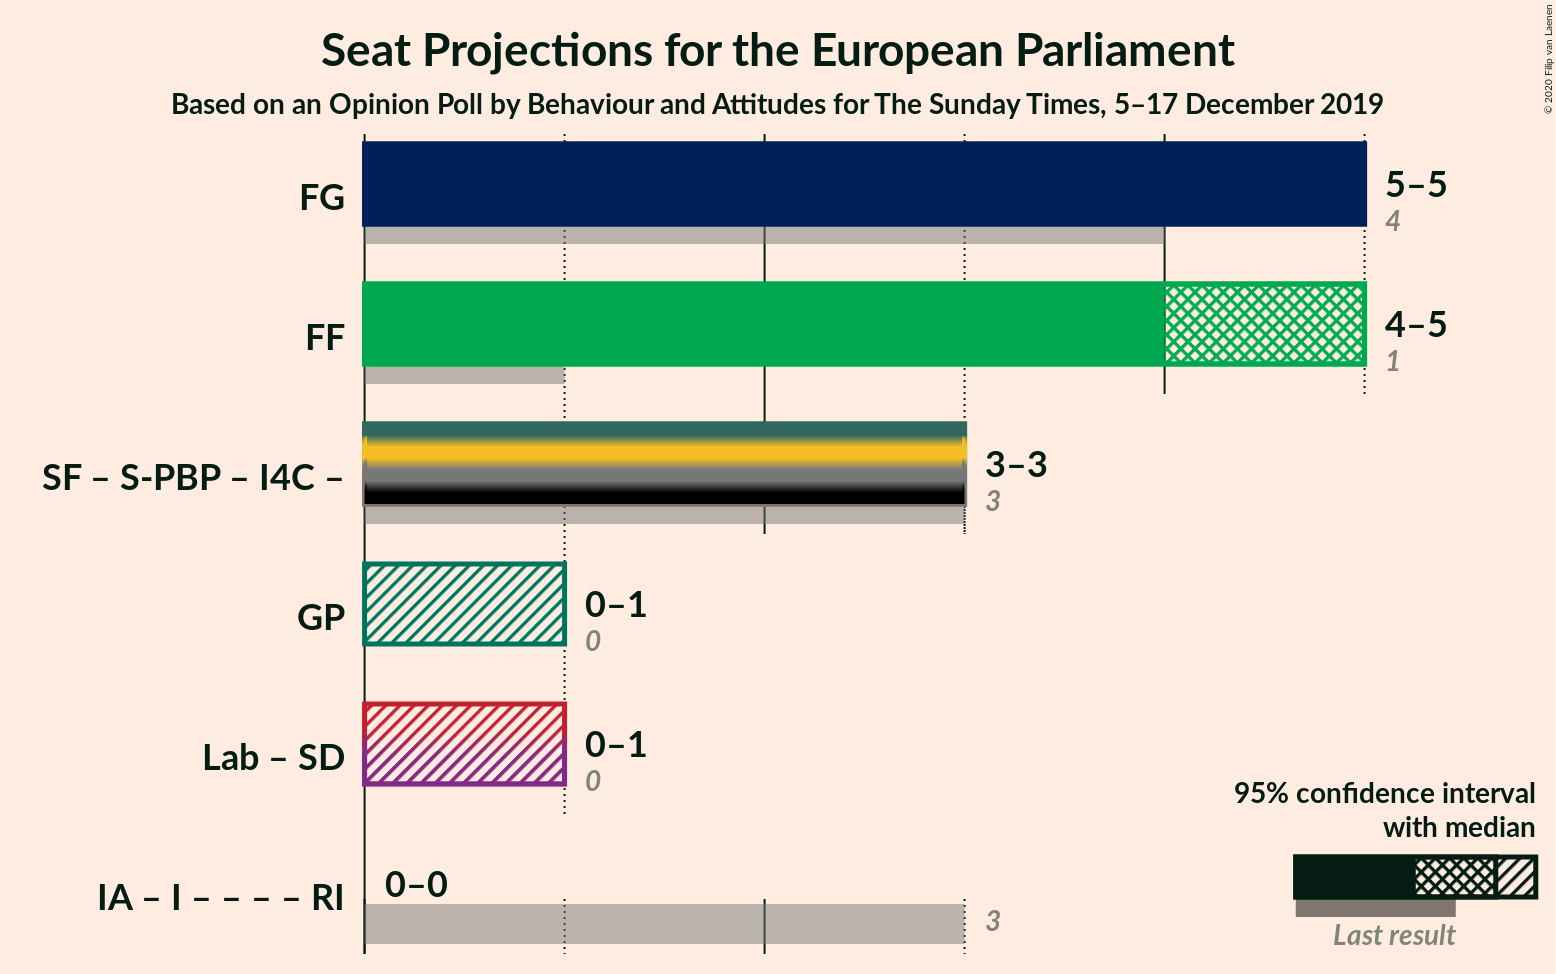 Seat Projections for the European Parliament
Based on an Opinion Poll by Behaviour and Attitudes for The Sunday Times, 5–17 December 2019
© 2020 Filip van Laenen
FG
5–5
4
FF
4–5
1
SF – S-PBP – I4C –
3–3
3
GP
0–1
0
Lab – SD
0–1
0
IA – I – – – – RI
0–0
3
95% confidence interval
with median
Last result